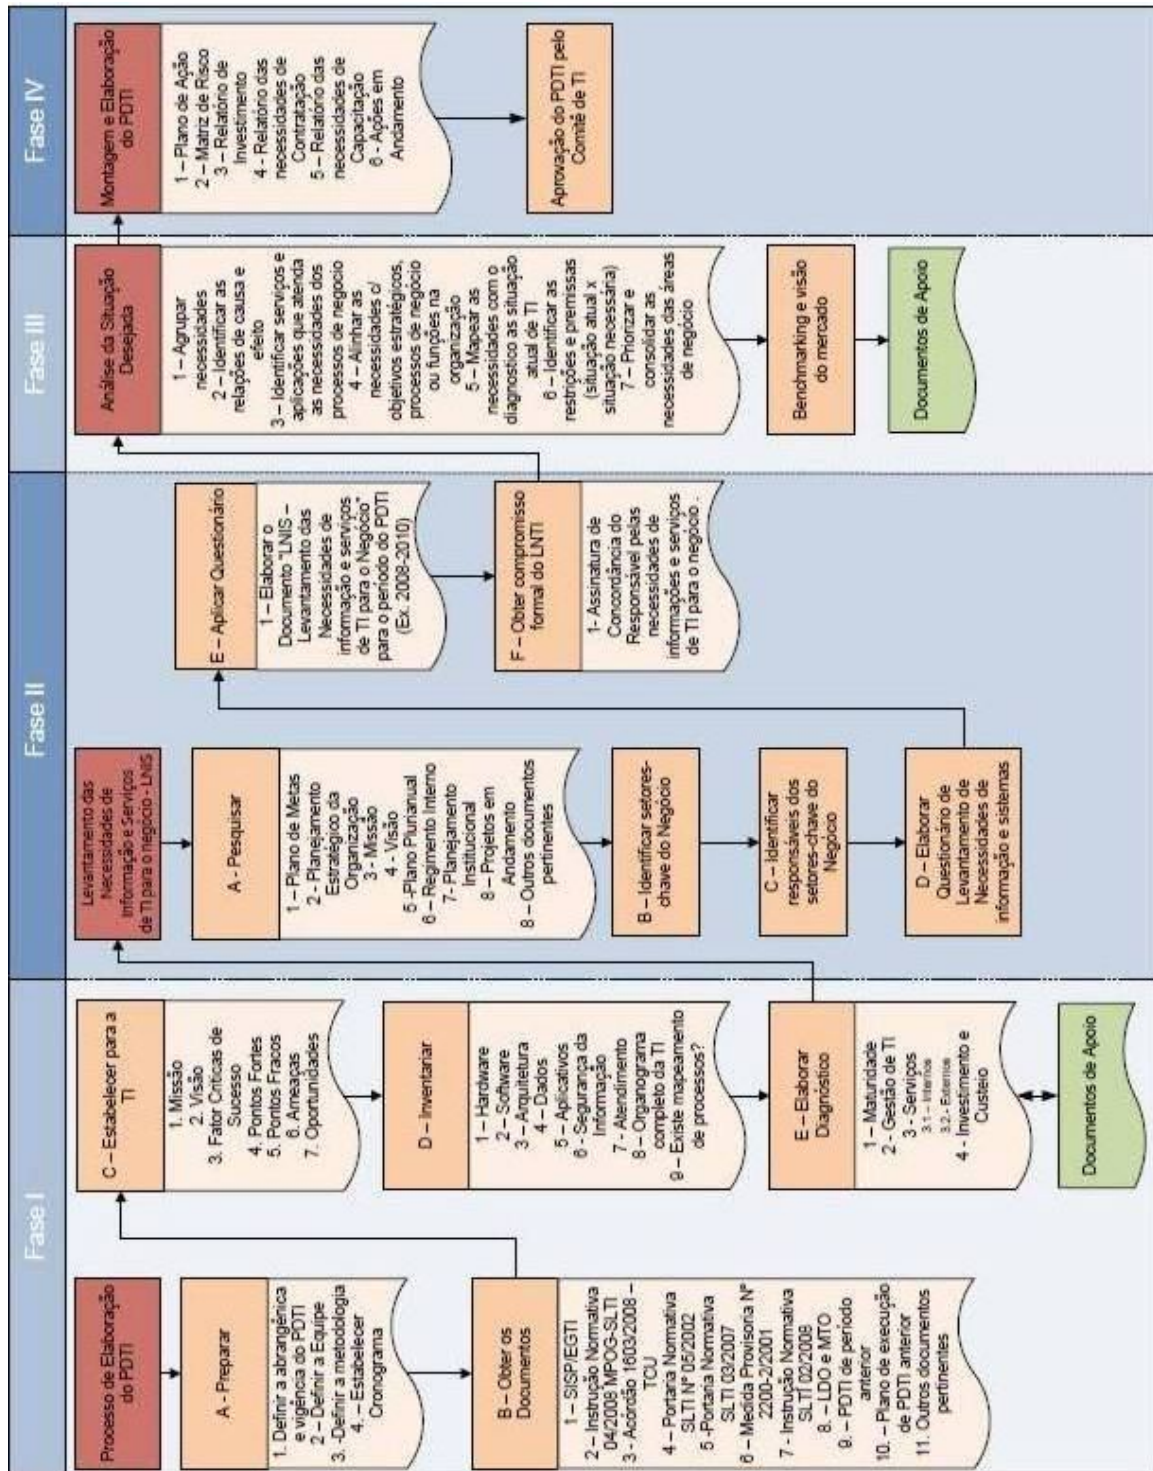 Fase I
Processo de Elaboração
do PDTI
A - Preparar
1. Definir a abrangênica
e vigência do PDTI
2 – Definir a Equipe
3. -Definir a metodologia
4. – Estabelecer
Cronograma
B – Obter os
Documentos
1 – SISP/EGTI
2 – Instrução Normativa
04/2008 MPOG-SLTI
3 - Acórdão 1603/2008 –
TCU
4 – Portaria Normativa
SLTI Nº 05/2002
5 -Portaria Normativa
SLTI 03/2007
6 – Medida Provisoria Nº
2200-2/2001
7 - Instrução Normativa
SLTI 02/2008
8. – LDO e MTO
9. – PDTI de período
anterior
10. – Plano de execução
de PDTI anterior
11. Outros documentos
pertinentes
C – Estabelecer para a
TI
1. Missão
2. Visão
3. Fator Críticas de
Sucesso
4. Pontos Fortes
5. Pontos Fracos
6. Ameaças
7. Oportunidades
D – Inventariar
1 – Hardware
2 – Software
3 – Arquitetura
4 – Dados
5 – Aplicativos
6 - Segurança da
Informação
7 - Atendimento
8 – Organograma
completo da TI
9 – Existe mapeamento
de processos?
E – Elaborar
Diagnóstico
1 – Maturidade
2 - Gestão de TI
3 - Serviços
3.1 – Internos
3.2.- Externos
4 - Investimento e
Custeio
Documentos de Apoio
Fase II
Levantamento das
Necessidades de
Informação e Serviços
de TI para o negócio - LNIS
A - Pesquisar
1 – Plano de Metas
2 - Planejamento
Estratégico da
Organização
3 - Missão
4 - Visão
5 -Plano Plurianual
6 – Regimento Interno
7- Planejamento
Institucional
8 – Projetos em
Andamento
8 – Outros documentos
pertinentes
B – Identificar setores-
chave do Negócio
C – Identificar
responsáveis dos
setores-chave do
Negócio
D – Elaborar
Questionário de
Levantamento de
Necessidades de
informação e sistemas
E – Aplicar Questionário
1 – Elaborar o
Documento "LNIS –
Levantamento das
Necessidades de
informação e serviços
de TI para o Negócio"
para o período do PDTI
(Ex. 2008-2010)
F – Obter compromisso
formal do LNTI
1- Assinatura de
Concordância do
Responsável pelas
necessidades de
informações e serviços
de TI para o negócio .
Fase III
Análise da Situação
Desejada
1 – Agrupar
necessidades
2 - Identificar as
relações de causa e
efeito
3 – Identificar serviços e
aplicações que atenda
as necessidades dos
processos de negocio
4 – Alinhar as
necessidades c/
objetivos estratégicos,
processos de negócio
ou funções na
organização
5 – Mapear as
necessidades com o
diagnostico as situação
atual de TI
6 – Identificar as
restrições e premissas
(situação atual x
situação necessária)
7 – Priorizar e
consolidar as
necessidades das áreas
de negócio
Benchmarking e visão
do mercado
Documentos de Apoio
Fase IV
Montagem e Elaboração
do PDTI
1 – Plano de Ação
2 – Matriz de Risco
3 – Relatório de
Investimento
4 - Relatório das
necessidades de
Contratação
5 – Relatório das
necessidades de
Capacitação
6 - Ações em
Andamento
Aprovação do PDTI pelo
Comitê de TI